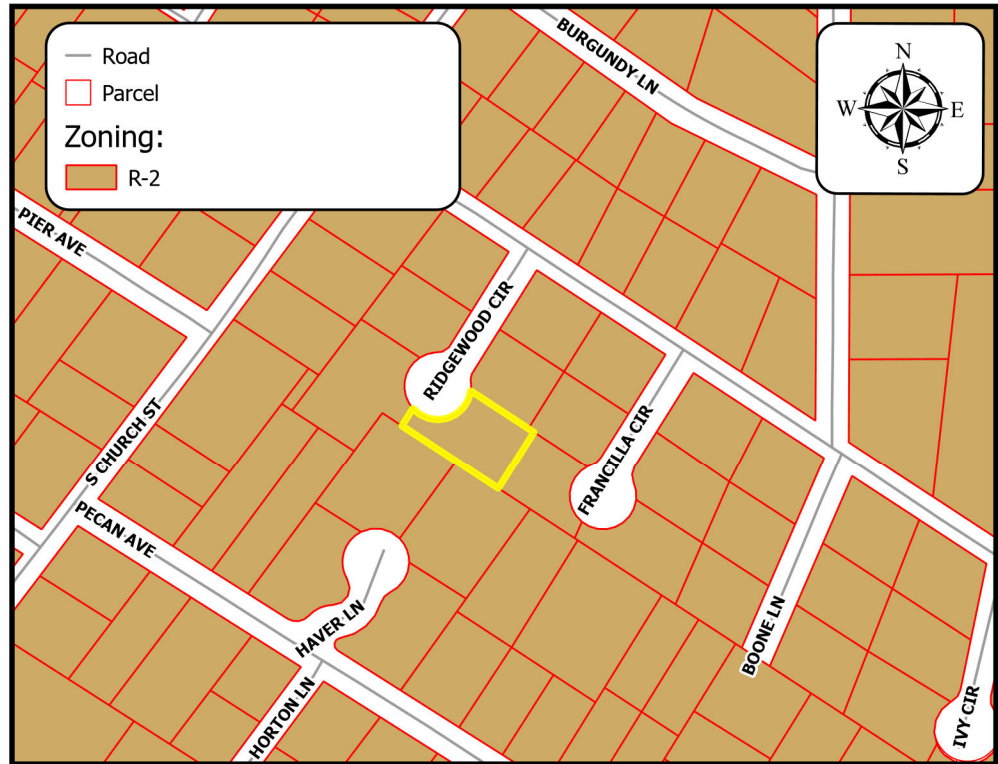 Road
Parcel
Zoning:
R-2
N
W
E
S
BURGUNDY LN
PIER AVE
RIDGEWOOD CIR
S CHURCH ST
FRANCILLA CIR
PECAN AVE
HAVER LN
BOONE LN
HORTON LN
IVY CIR